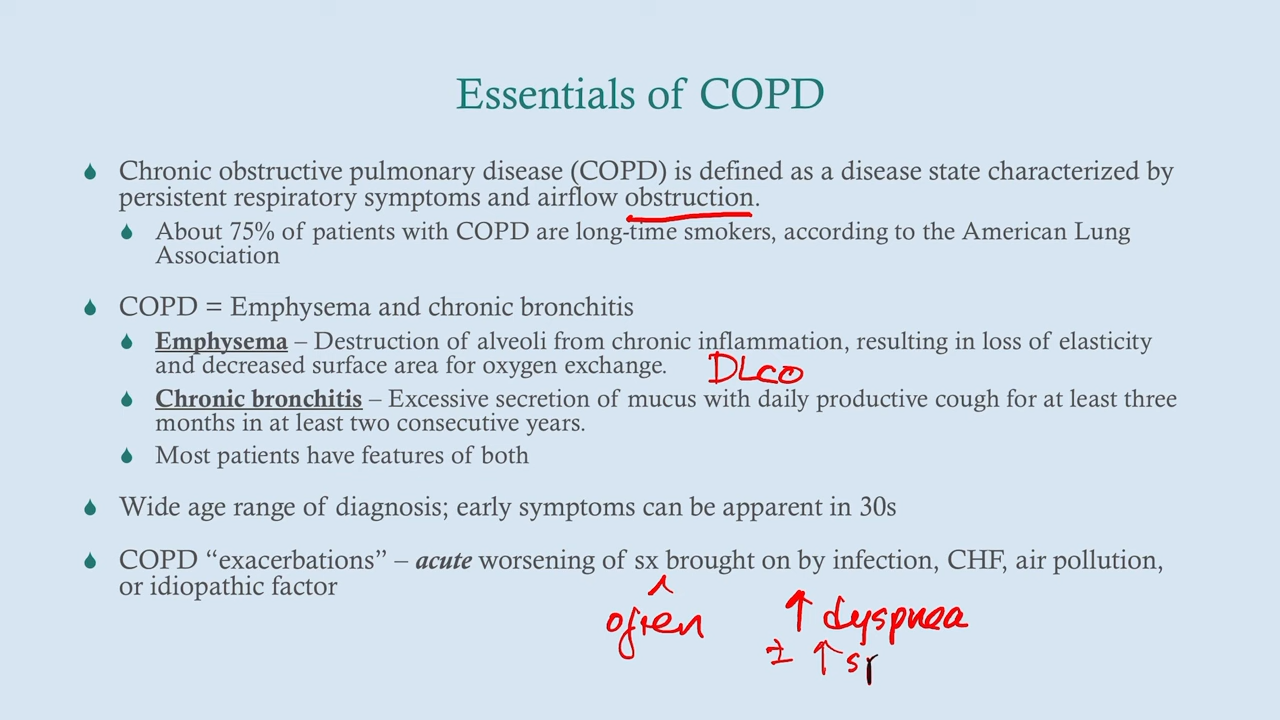 Essentials of COPD
Chronic obstructive pulmonary disease (COPD) is defined as a disease state characterized by
persistent respiratory symptoms and airflow obstruction.
About 75% of patients with COPD are long-time smokers, according to the American Lung
Association
COPD = Emphysema and chronic bronchitis
Emphysema – Destruction of alveoli from chronic inflammation, resulting in loss of elasticity
and decreased surface area for oxygen exchange.
DLCO
Chronic bronchitis – Excessive secretion of mucus with daily productive cough for at least three
months in at least two consecutive years.
Most patients have features of both
Wide age range of diagnosis; early symptoms can be apparent in 30s
COPD “exacerbations” – acute worsening of sx brought on by infection, CHF, air pollution,
or idiopathic factor
often
↑ dyspnea
± ↑ sp